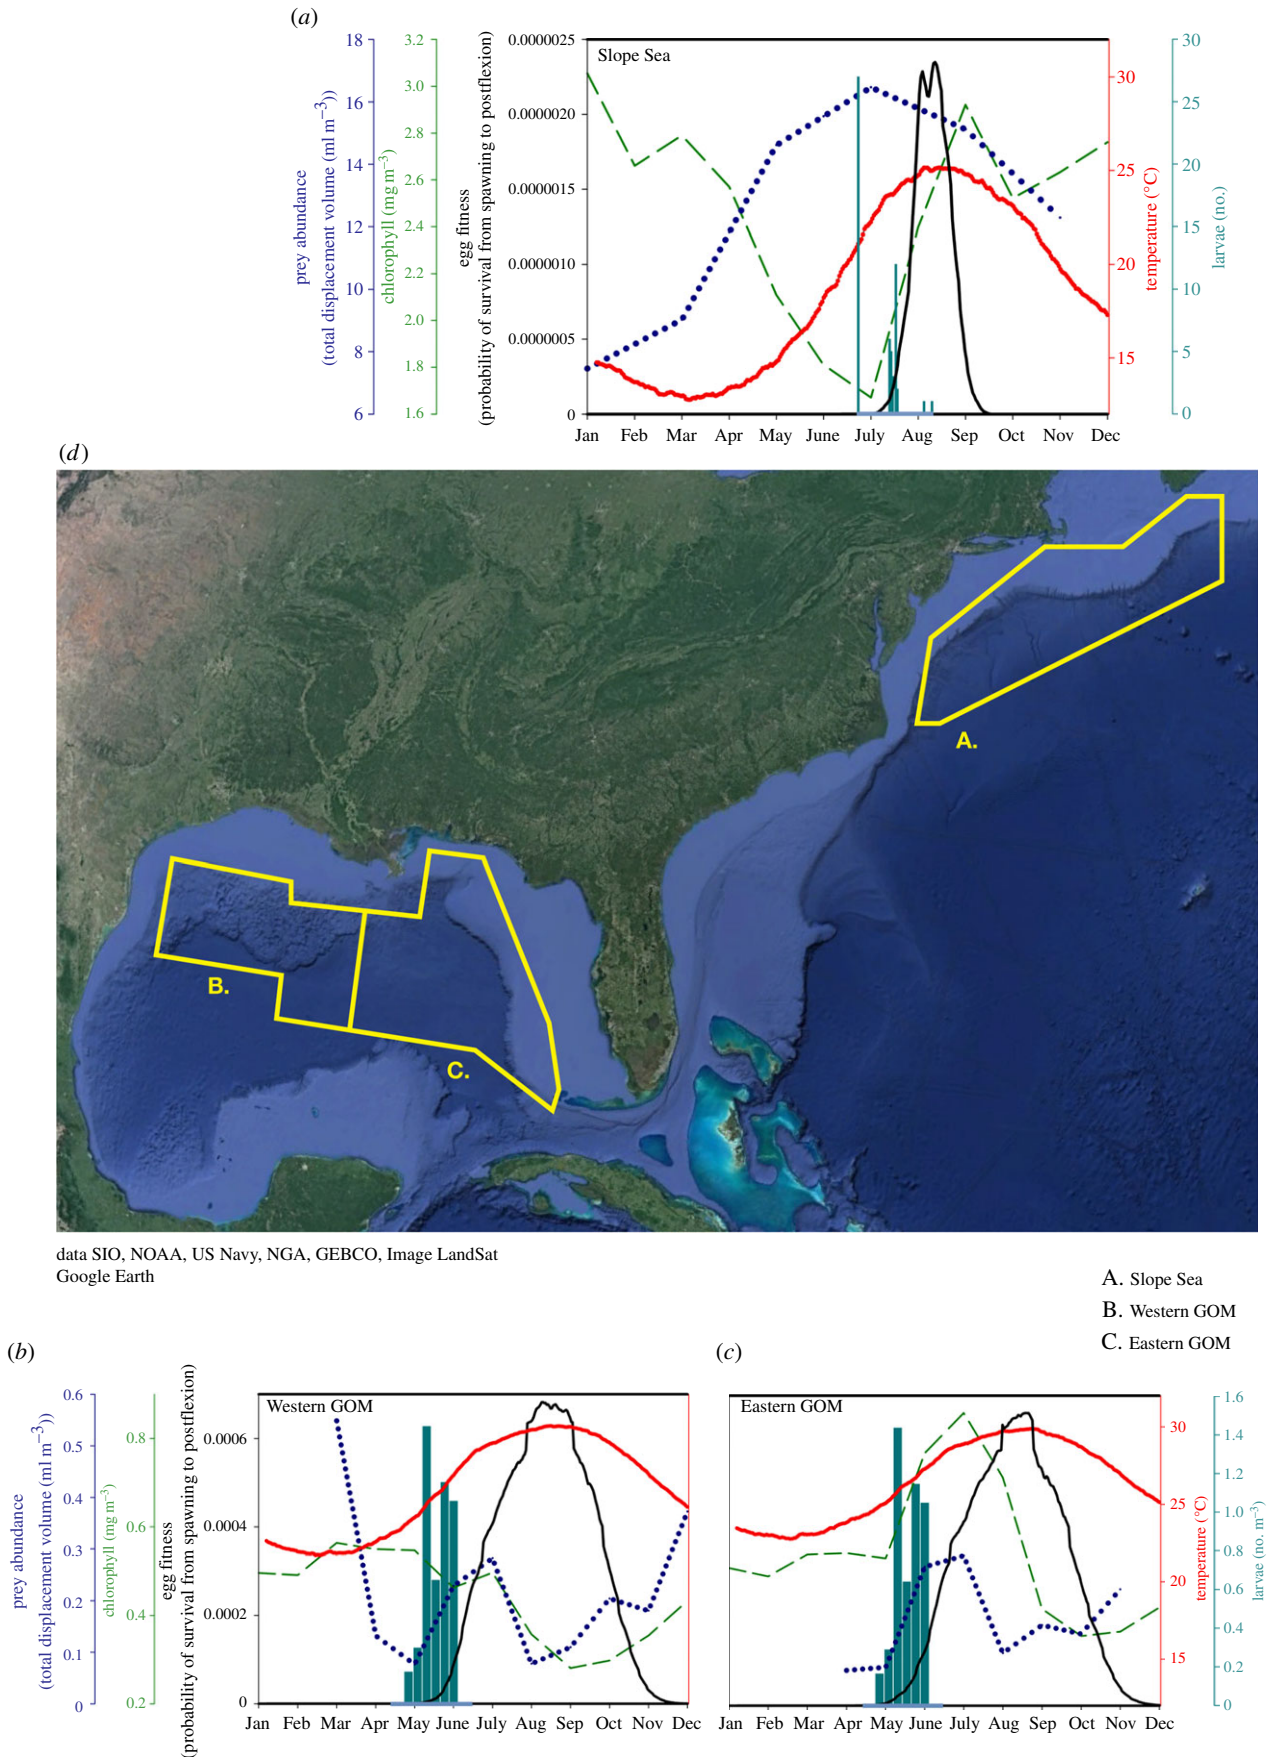 (a)
prey abundance
(total displacement volume (ml m−3))
18
16
14
12
10
8
6
chlorophyll (mg m−3)
3.2
3.0
2.8
2.6
2.4
2.2
2.0
1.8
1.6
egg fitness
(probability of survival from spawning to postflexion)
0.0000025
0.0000020
0.0000015
0.0000010
0.0000005
0
Slope Sea
30
25
20
15
temperature (°C)
30
25
20
15
10
5
0
larvae (no.)
Jan Feb Mar Apr May June July Aug Sep Oct Nov Dec
(d)
A.
B.
C.
data SIO, NOAA, US Navy, NGA, GEBCO, Image LandSat
Google Earth
A. Slope Sea
B. Western GOM
C. Eastern GOM
(b)
prey abundance
(total displacement volume (ml m−3))
0.6
0.5
0.4
0.3
0.2
0.1
0
chlorophyll (mg m−3)
0.8
0.6
0.4
0.2
egg fitness
(probability of survival from spawning to postflexion)
0.0006
0.0004
0.0002
0
Western GOM
Jan Feb Mar Apr May June July Aug Sep Oct Nov Dec
(c)
Eastern GOM
30
25
20
15
temperature (°C)
1.6
1.4
1.2
1.0
0.8
0.6
0.4
0.2
0
larvae (no. m−3)
Jan Feb Mar Apr May June July Aug Sep Oct Nov Dec